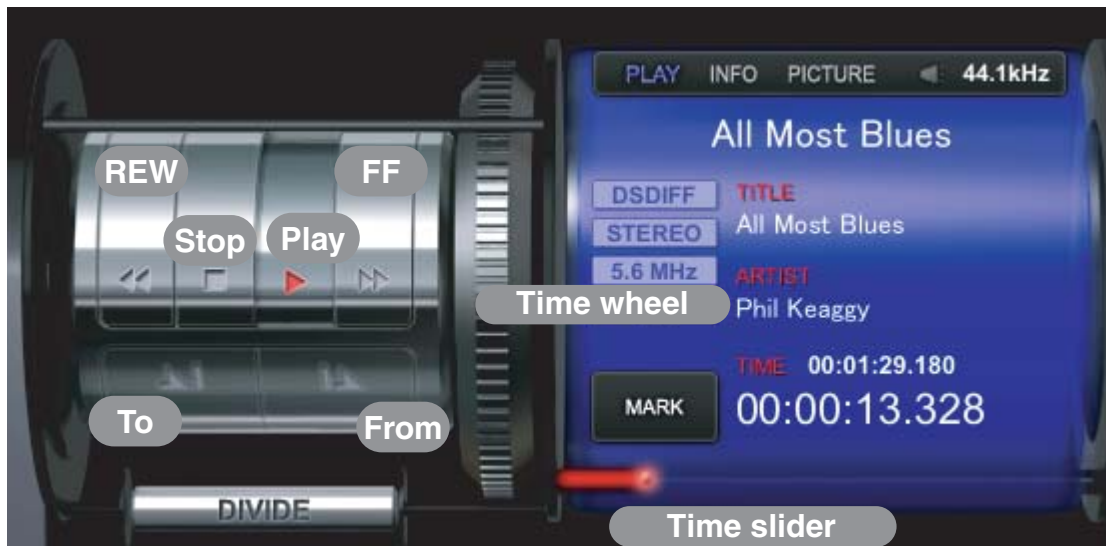 PLAY INFO PICTURE 44.1kHz
All Most Blues
REW
FF
DSDIFF
TITLE
STEREO
All Most Blues
Stop
Play
5.6 MHz
ARTIST
Time wheel
Phil Keaggy
TIME 00:01:29.180
MARK
00:00:13.328
To
From
DIVIDE
Time slider